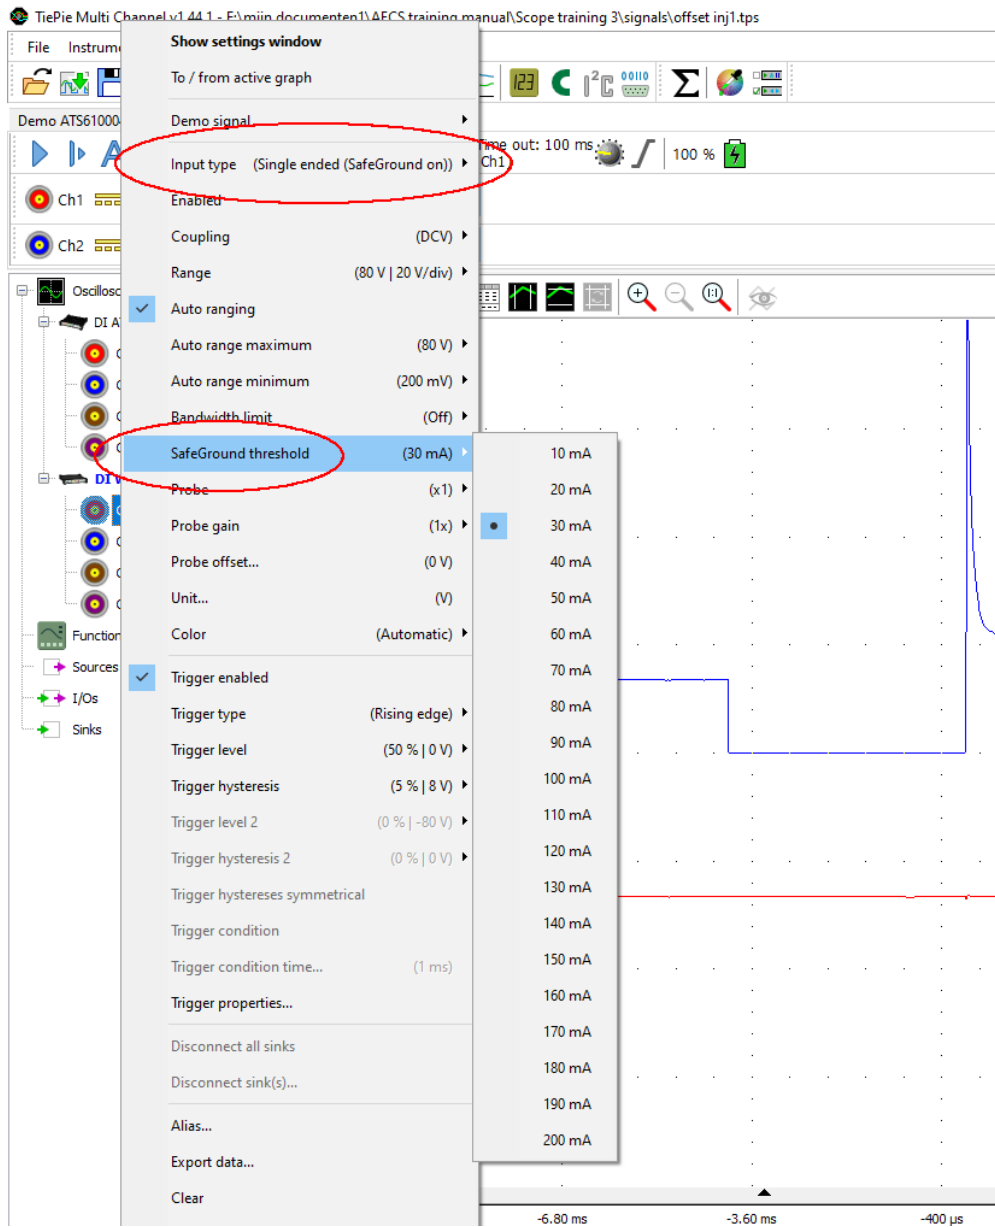 TiePie Multi Channel v1.44.1 - E:\mijn documenten1\AECS training manual\Scope training 3\signals\offset inj1.tps
File Instrum
Show settings window
To / from active graph
123
I²C
00110
Σ
Demo ATS61000
Demo signal
Time out: 100 ms
Ch1
100 %
Input type (Single ended (SafeGround on))
Ch1
Enabled
Ch2
Coupling (DCV)
Range (80 V | 20 V/div)
Oscillosc
1:1
Auto ranging
DI A
Auto range maximum (80 V)
Auto range minimum (200 mV)
Bandwidth limit (Off)
SafeGround threshold (30 mA)
10 mA
DI
Probe (x1)
20 mA
Probe gain (1x)
30 mA
Probe offset... (0 V)
40 mA
Unit... (V)
50 mA
Function
Color (Automatic)
60 mA
Sources
Trigger enabled
70 mA
I/Os
Trigger type (Rising edge)
80 mA
Sinks
Trigger level (50 % | 0 V)
90 mA
Trigger hysteresis (5 % | 8 V)
100 mA
Trigger level 2 (0 % | -80 V)
110 mA
Trigger hysteresis 2 (0 % | 0 V)
120 mA
Trigger hystereses symmetrical
130 mA
Trigger condition
140 mA
Trigger condition time... (1 ms)
150 mA
Trigger properties...
160 mA
170 mA
Disconnect all sinks
180 mA
Disconnect sink(s)...
190 mA
Alias...
200 mA
Export data...
Clear
-6.80 ms -3.60 ms -400 µs